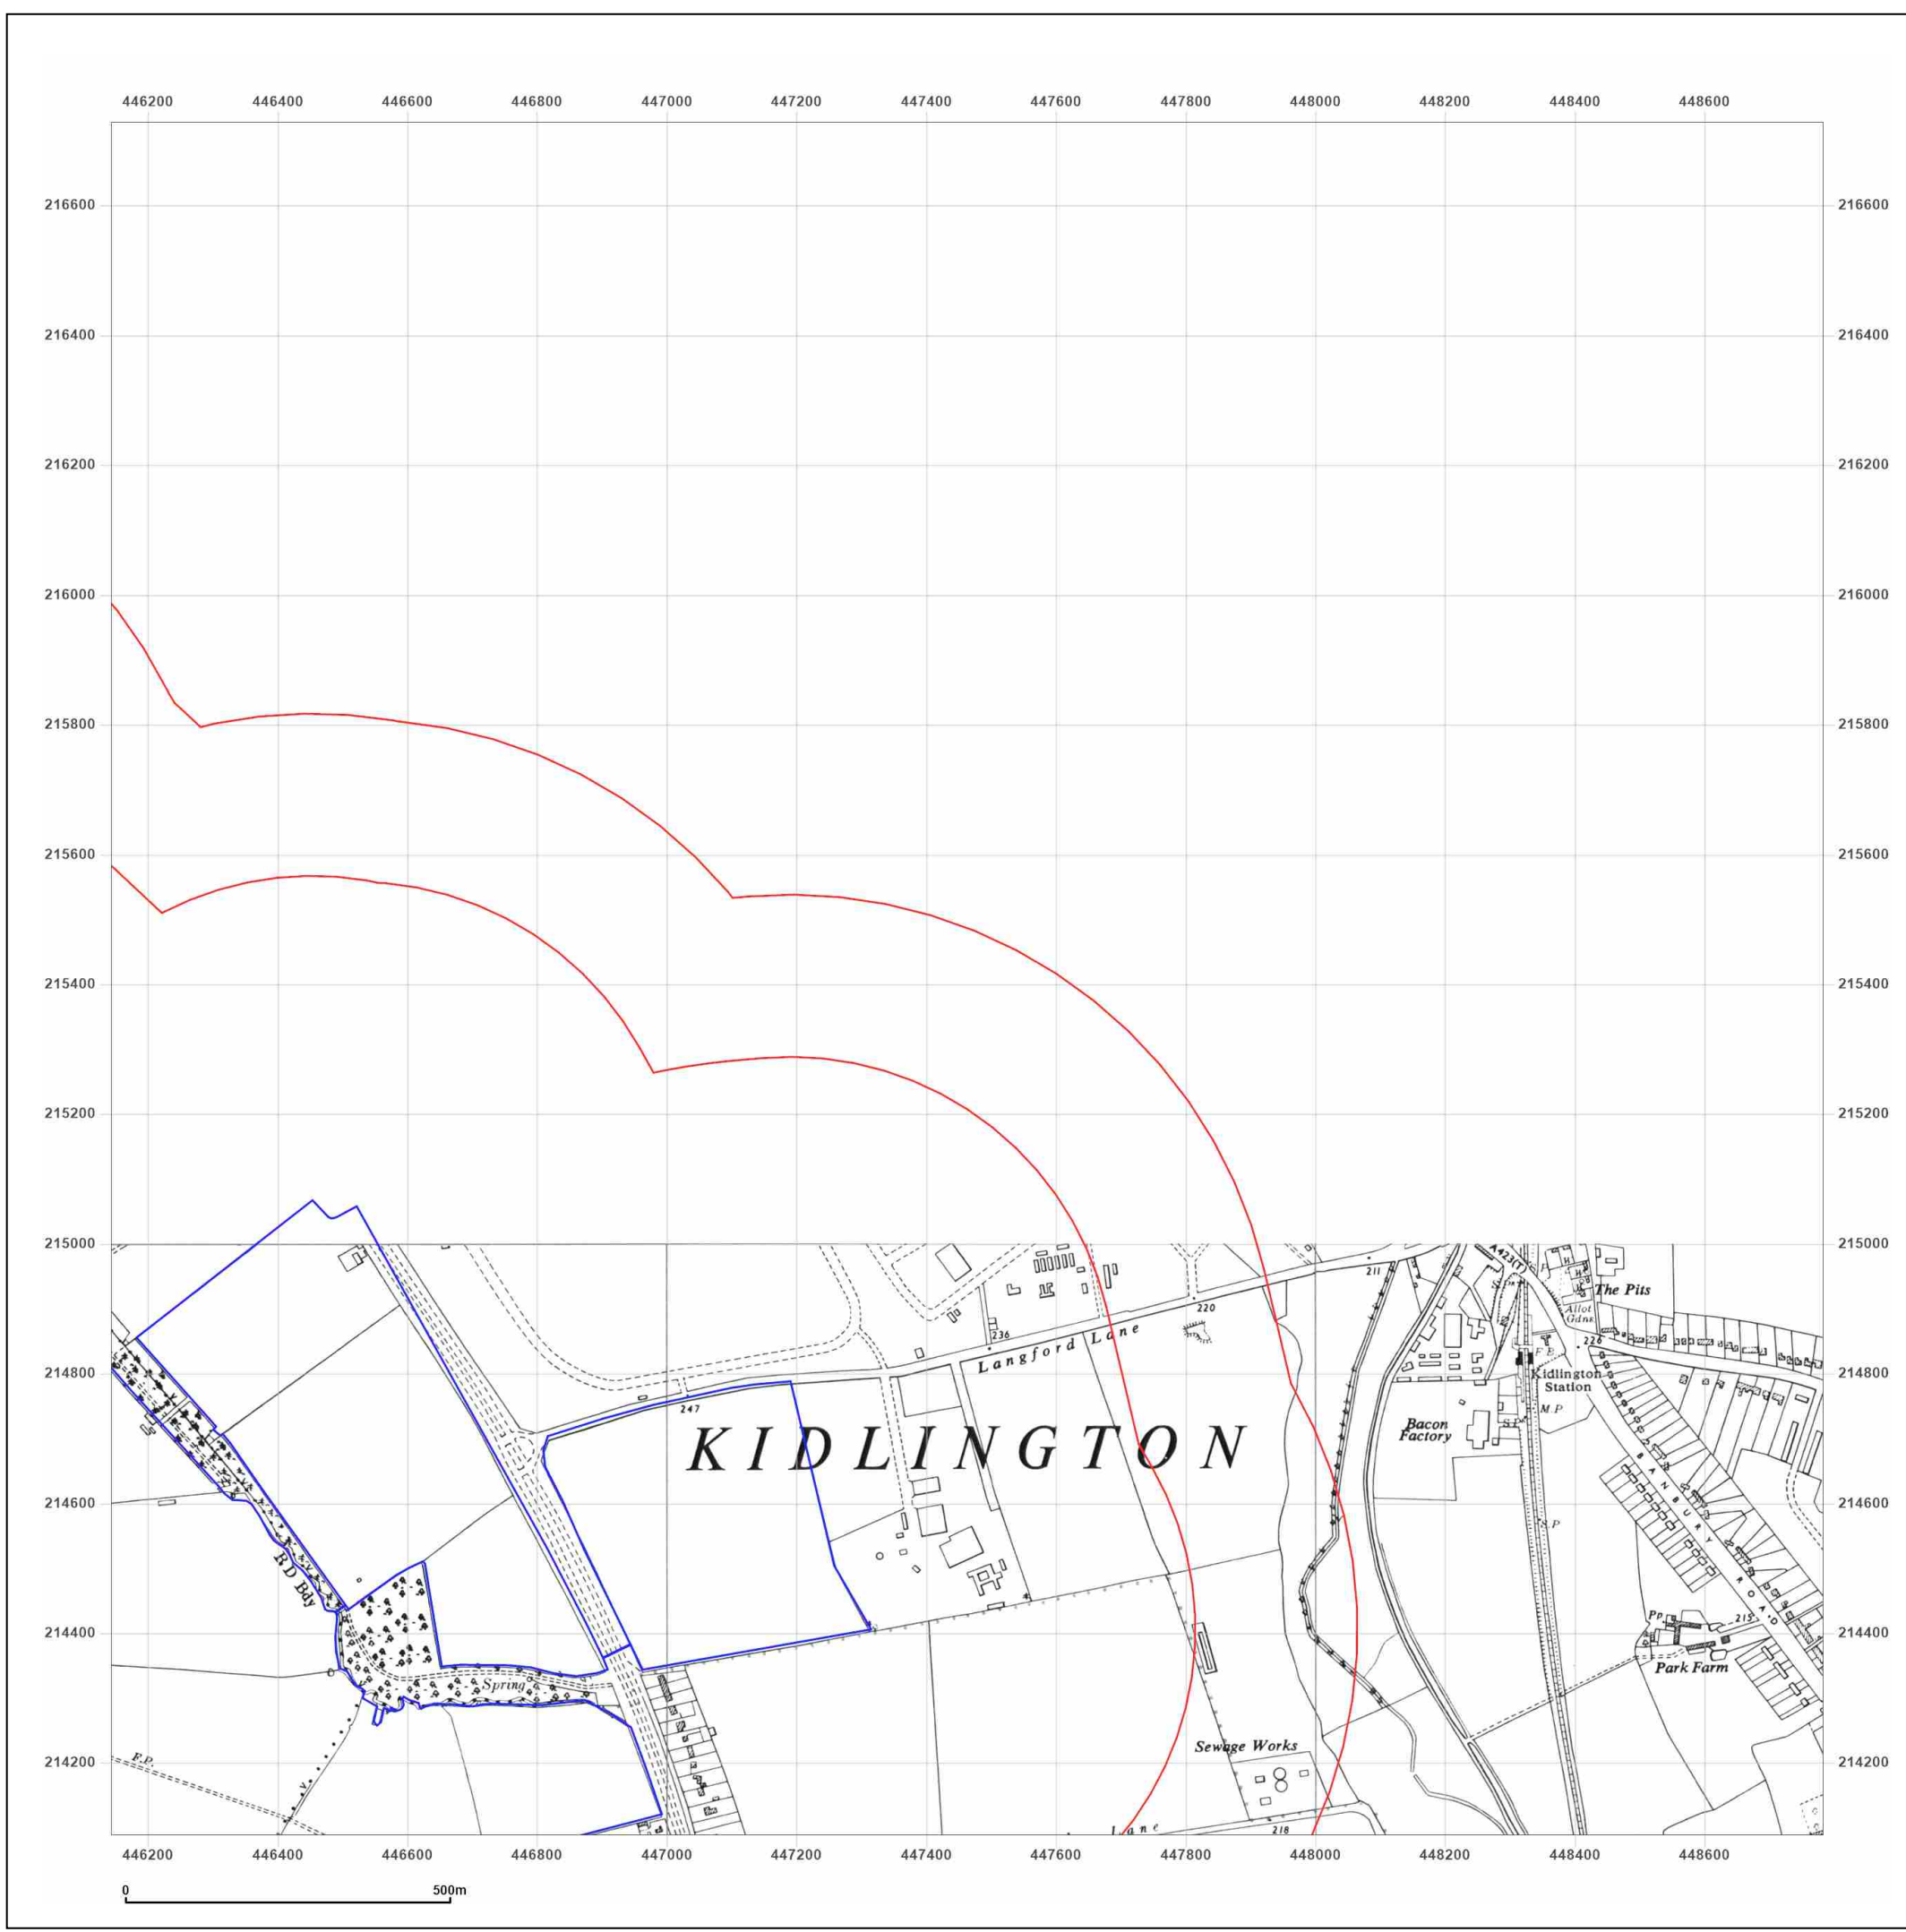 446200 446400 446600 446800 447000 447200 447400 447600 447800 448000 448200 448400 448600
216600 216600
216400 216400
216200 216200
216000 216000
215800 215800
215600 215600
215400 215400
215200 215200
215000 215000
A423(T)
211
The Pits
Allot
Gdns
220
236
Langford Lane
226
F.B.
214800 214800
Kidlington
Station
247
M.P
S.P
Bacon
Factory
KIDLINGTON
214600 214600
S.P
BANBURY ROAD
R D Bdy
Pp
215
214400 214400
Park Farm
Spring
Sewage Works
F.P.
214200 214200
Lane
218
446200 446400 446600 446800 447000 447200 447400 447600 447800 448000 448200 448400 448600
0 500m